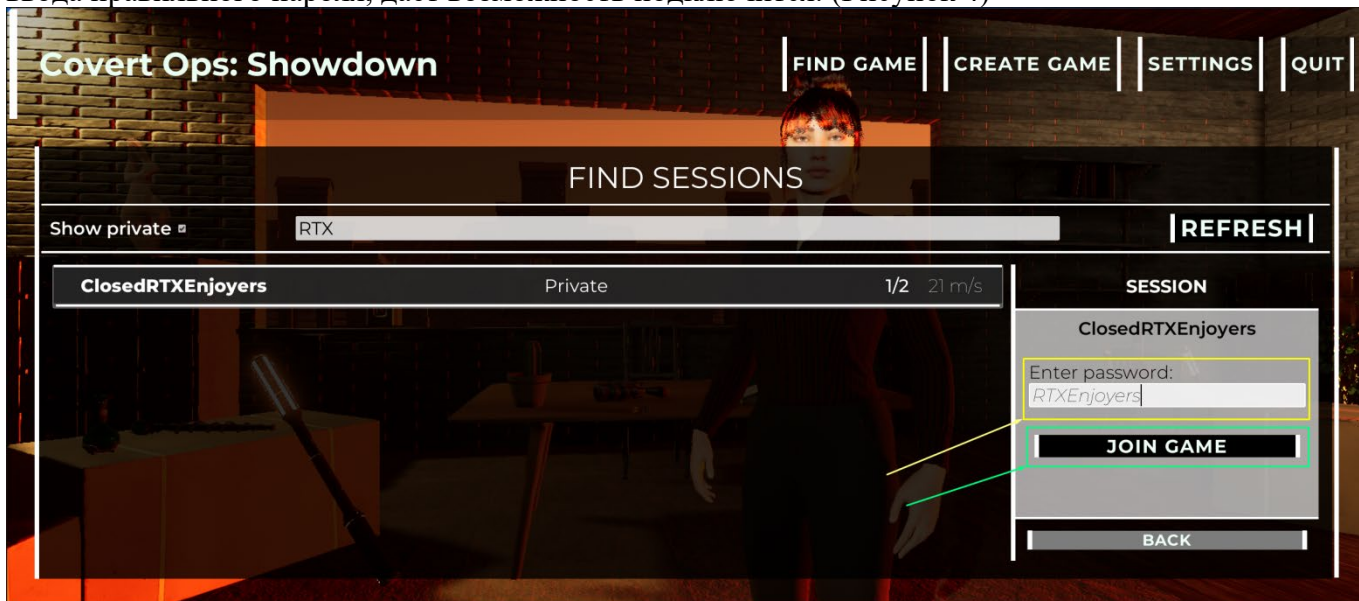 Covert Ops: Showdown
FIND GAME
CREATE GAME
SETTINGS
QUIT
FIND SESSIONS
Show private
RTX
REFRESH
ClosedRTXEnjoyers Private 1/2 21 m/s
SESSION
ClosedRTXEnjoyers
Enter password:
RTXEnjoyers
JOIN GAME
BACK